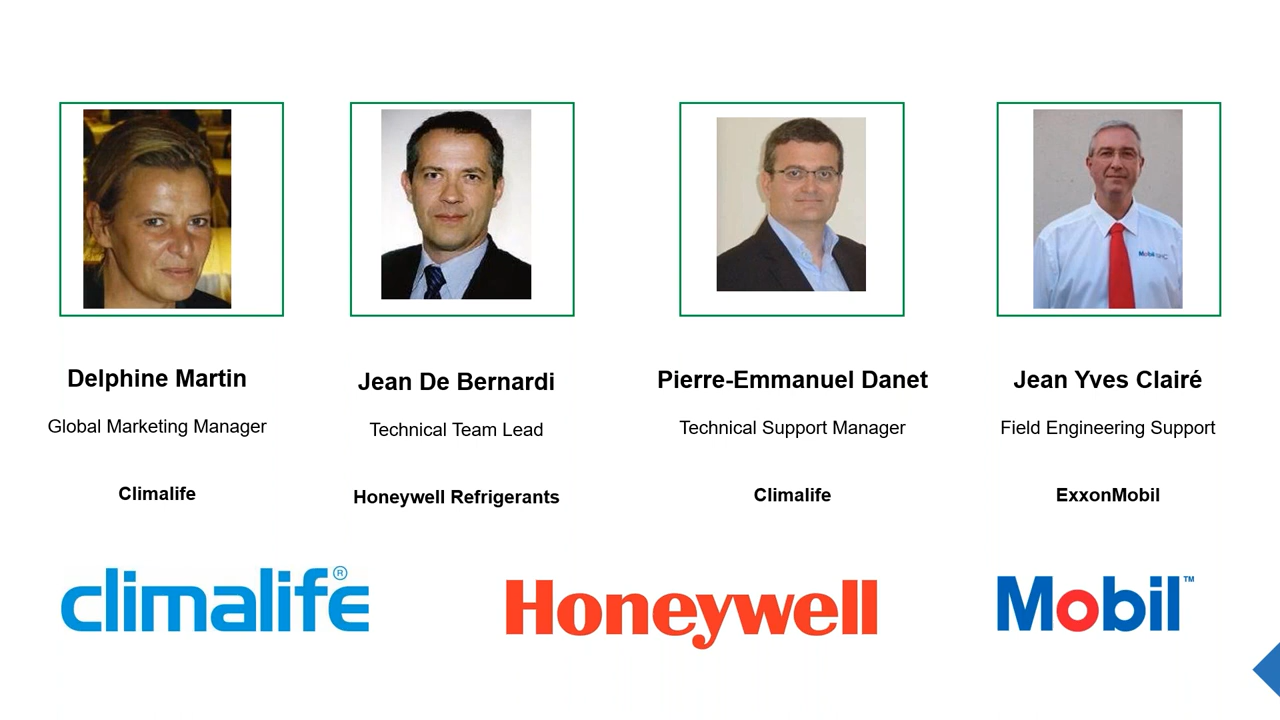 Delphine Martin
Global Marketing Manager
Climalife
Jean De Bernardi
Technical Team Lead
Honeywell Refrigerants
Pierre-Emmanuel Danet
Technical Support Manager
Climalife
Jean Yves Clairé
Field Engineering Support
ExxonMobil
climalife®
Honeywell
Mobil™